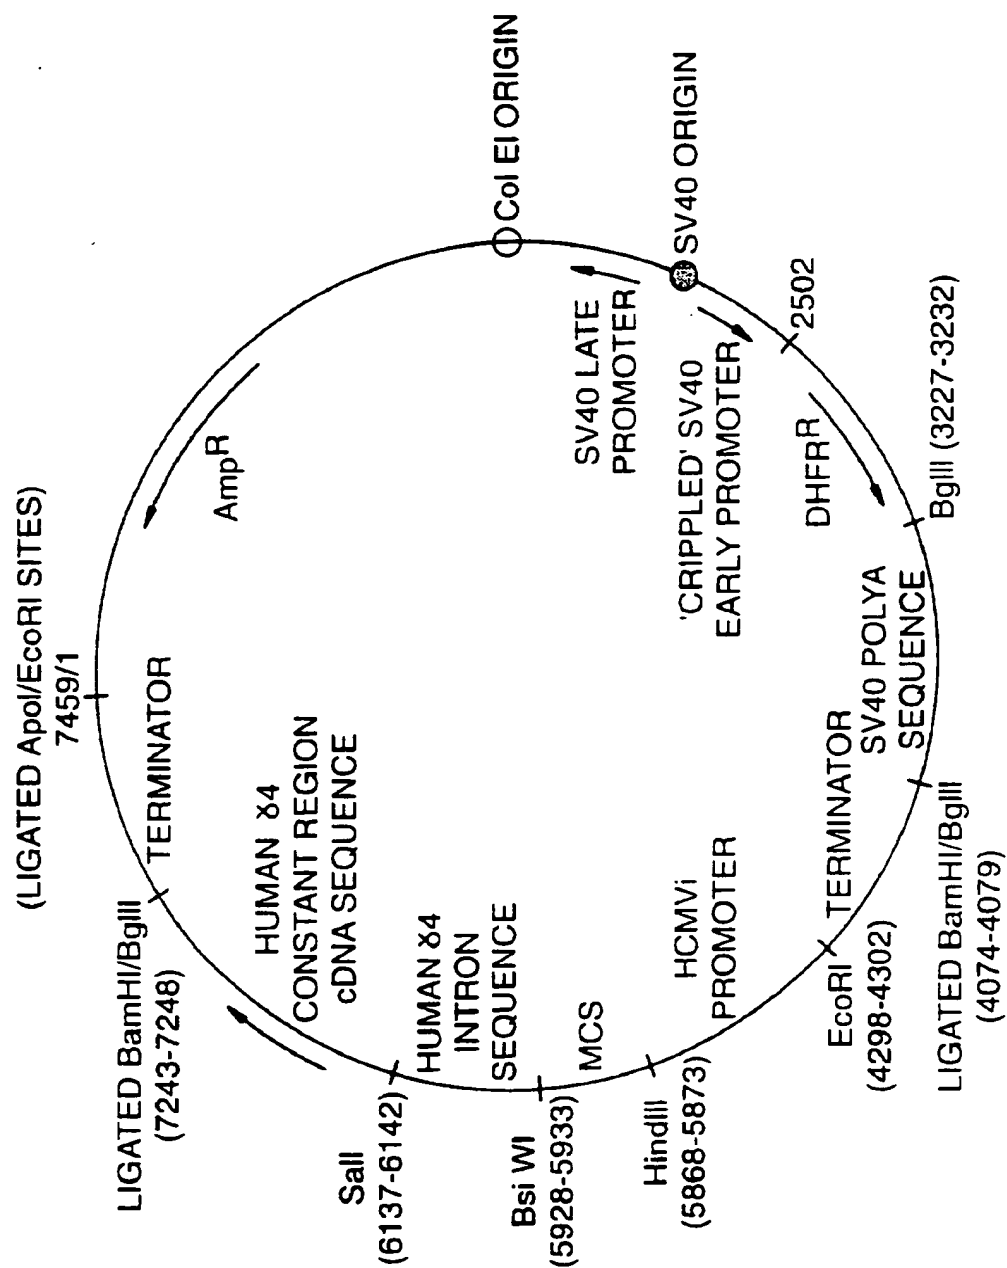 (LIGATED ApoI/EcoRI SITES)
7459/1
TERMINATOR
Amp^R
Col EI ORIGIN
SV40 LATE
PROMOTER
SV40 ORIGIN
'CRIPPLED' SV40
EARLY PROMOTER
2502
DHFR^R
BglII (3227-3232)
SV40 POLYA
SEQUENCE
LIGATED BamHI/BglII
(4074-4079)
TERMINATOR
EcoRI
(4298-4302)
HCMVi
PROMOTER
HindIII
(5868-5873)
MCS
Bsi WI
(5928-5933)
HUMAN γ4
INTRON
SEQUENCE
SalI
(6137-6142)
HUMAN γ4
CONSTANT REGION
cDNA SEQUENCE
LIGATED BamHI/BglII
(7243-7248)